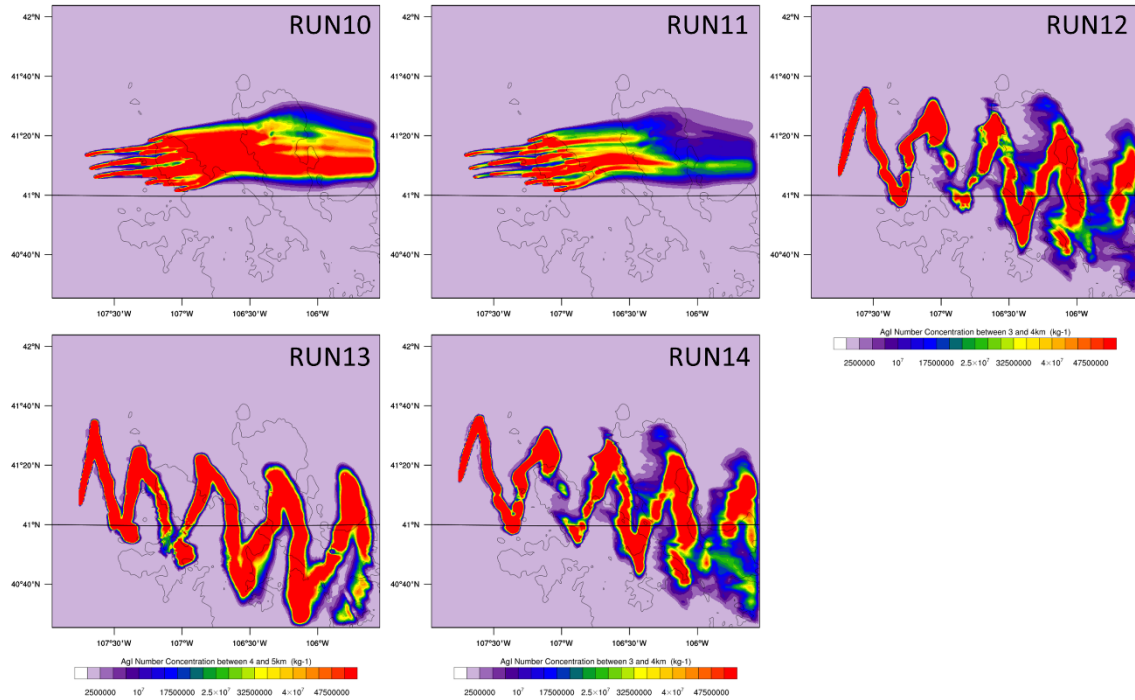 RUN10
RUN11
RUN12
42°N
41°40'N
41°20'N
41°N
40°40'N
107°30'W 107°W 106°30'W 106°W
42°N
41°40'N
41°20'N
41°N
40°40'N
107°30'W 107°W 106°30'W 106°W
42°N
41°40'N
41°20'N
41°N
40°40'N
107°30'W 107°W 106°30'W 106°W
AgI Number Concentration between 3 and 4km (kg-1)
2500000 10⁷ 17500000 2.5×10⁷ 32500000 4×10⁷ 47500000
RUN13
RUN14
42°N
41°40'N
41°20'N
41°N
40°40'N
107°30'W 107°W 106°30'W 106°W
AgI Number Concentration between 4 and 5km (kg-1)
2500000 10⁷ 17500000 2.5×10⁷ 32500000 4×10⁷ 47500000
42°N
41°40'N
41°20'N
41°N
40°40'N
107°30'W 107°W 106°30'W 106°W
AgI Number Concentration between 3 and 4km (kg-1)
2500000 10⁷ 17500000 2.5×10⁷ 32500000 4×10⁷ 47500000